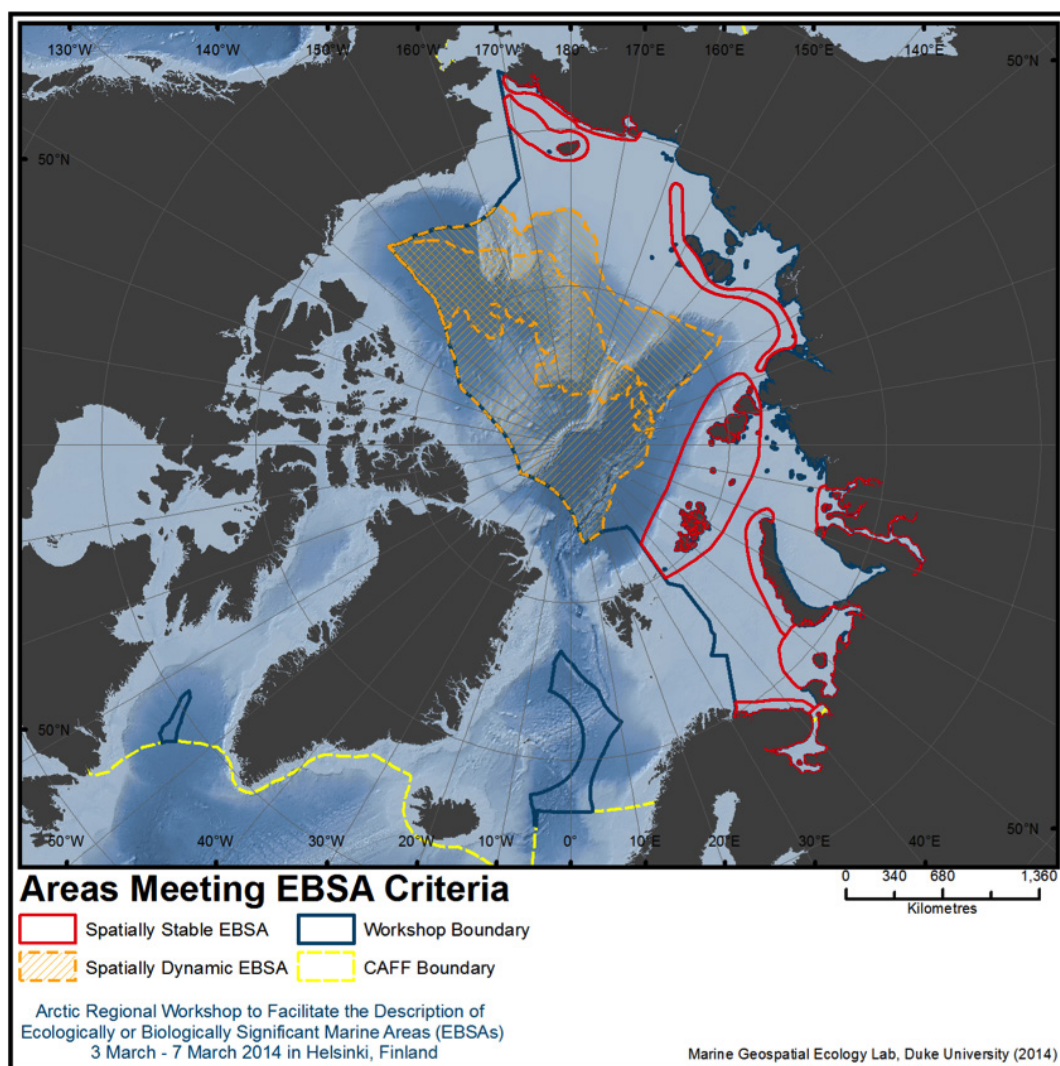 130°W 140°W 160°W 170°W 180° 170°E 160°E 150°E 140°E
50°N
50°N
50°N
50°N
50°W 40°W 30°W 20°W 10°W 0° 10°E 20°E 30°E 40°E
Areas Meeting EBSA Criteria
0 340 680 1,360
Kilometres
Spatially Stable EBSA Workshop Boundary
Spatially Dynamic EBSA CAFF Boundary
Arctic Regional Workshop to Facilitate the Description of
Ecologically or Biologically Significant Marine Areas (EBSAs)
3 March - 7 March 2014 in Helsinki, Finland
Marine Geospatial Ecology Lab, Duke University (2014)